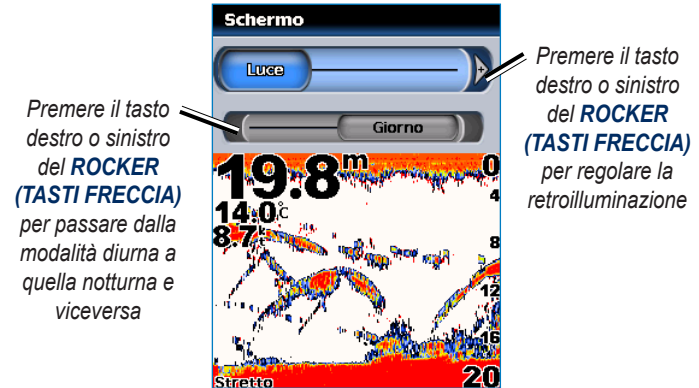 Schermo
Luce
+
Giorno
Premere il tasto
destro o sinistro
del ROCKER
(TASTI FRECCIA)
per passare dalla
modalità diurna a
quella notturna e
viceversa
19.8m
14.0°c
8.7kt
0
4
8
12
16
20
Stretto
Premere il tasto
destro o sinistro
del ROCKER
(TASTI FRECCIA)
per regolare la
retroilluminazione